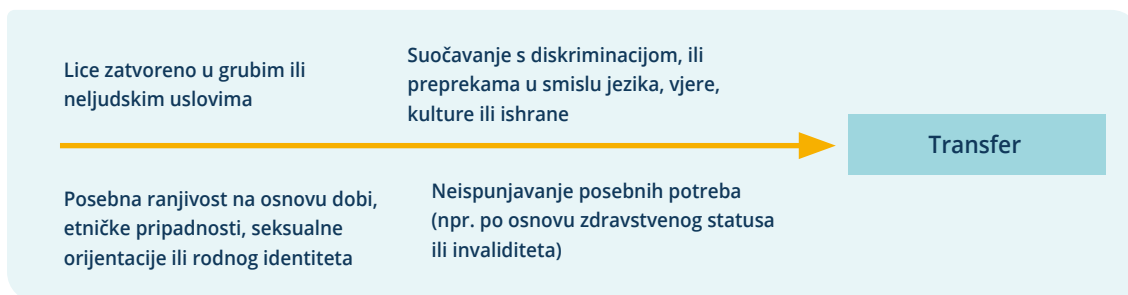 Lice zatvoreno u grubim ili
neljudskim uslovima
Suočavanje s diskriminacijom, ili
preprekama u smislu jezika, vjere,
kulture ili ishrane
Transfer
Posebna ranjivost na osnovu dobi,
etničke pripadnosti, seksualne
orijentacije ili rodnog identiteta
Neispunjavanje posebnih potreba
(npr. po osnovu zdravstvenog statusa
ili invaliditeta)